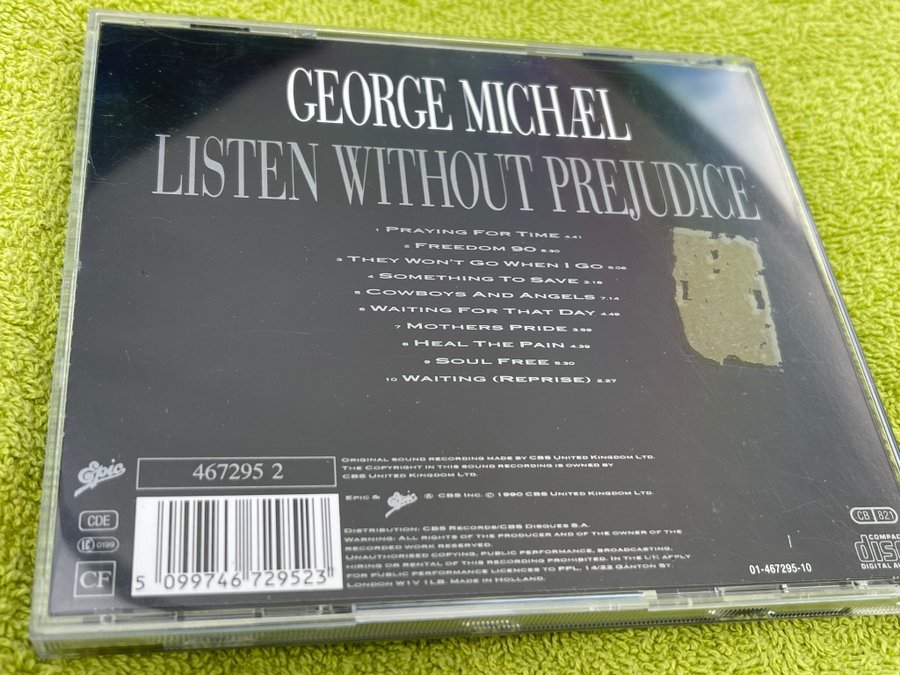 GEORGE MICHÆL
LISTEN WITHOUT PREJUDICE
1 PRAYING FOR TIME 4.41
2 FREEDOM 90 6.30
3 THEY WON'T GO WHEN I GO 5.06
4 SOMETHING TO SAVE 3.18
5 COWBOYS AND ANGELS 7.14
6 WAITING FOR THAT DAY 4.49
7 MOTHERS PRIDE 3.59
8 HEAL THE PAIN 4.39
9 SOUL FREE 5.30
10 WAITING (REPRISE) 2.27
Epic
467295 2
CDE
0199
CF
5 099746 729523
ORIGINAL SOUND RECORDING MADE BY CBS UNITED KINGDOM LTD.
THE COPYRIGHT IN THIS SOUND RECORDING IS OWNED BY
CBS UNITED KINGDOM LTD.
EPIC & Epic ® CBS INC. © 1990 CBS UNITED KINGDOM LTD.
DISTRIBUTION: CBS RECORDS/CBS DISQUES S.A.
WARNING: ALL RIGHTS OF THE PRODUCER AND OF THE OWNER OF THE
RECORDED WORK RESERVED.
UNAUTHORISED COPYING, PUBLIC PERFORMANCE, BROADCASTING,
HIRING OR RENTAL OF THIS RECORDING PROHIBITED. IN THE UK APPLY
FOR PUBLIC PERFORMANCE LICENCES TO PPL, 14/22 GANTON ST.
LONDON W1V 1LB. MADE IN HOLLAND.
01-467295-10
CB 821
COMPAC
disc
DIGITAL AU